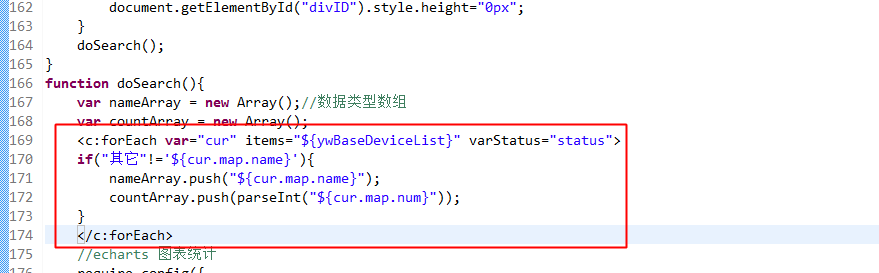 162 document.getElementById("divID").style.height="0px";
163 }
164 doSearch();
165 }
166 function doSearch(){
167 var nameArray = new Array();//数据类型数组
168 var countArray = new Array();
169 <c:forEach var="cur" items="${ywBaseDeviceList}" varStatus="status">
170 if("其它"!='${cur.map.name}'){
171 nameArray.push("${cur.map.name}");
172 countArray.push(parseInt("${cur.map.num}"));
173 }
174 </c:forEach>
175 //echarts 图表统计
176 require.config({